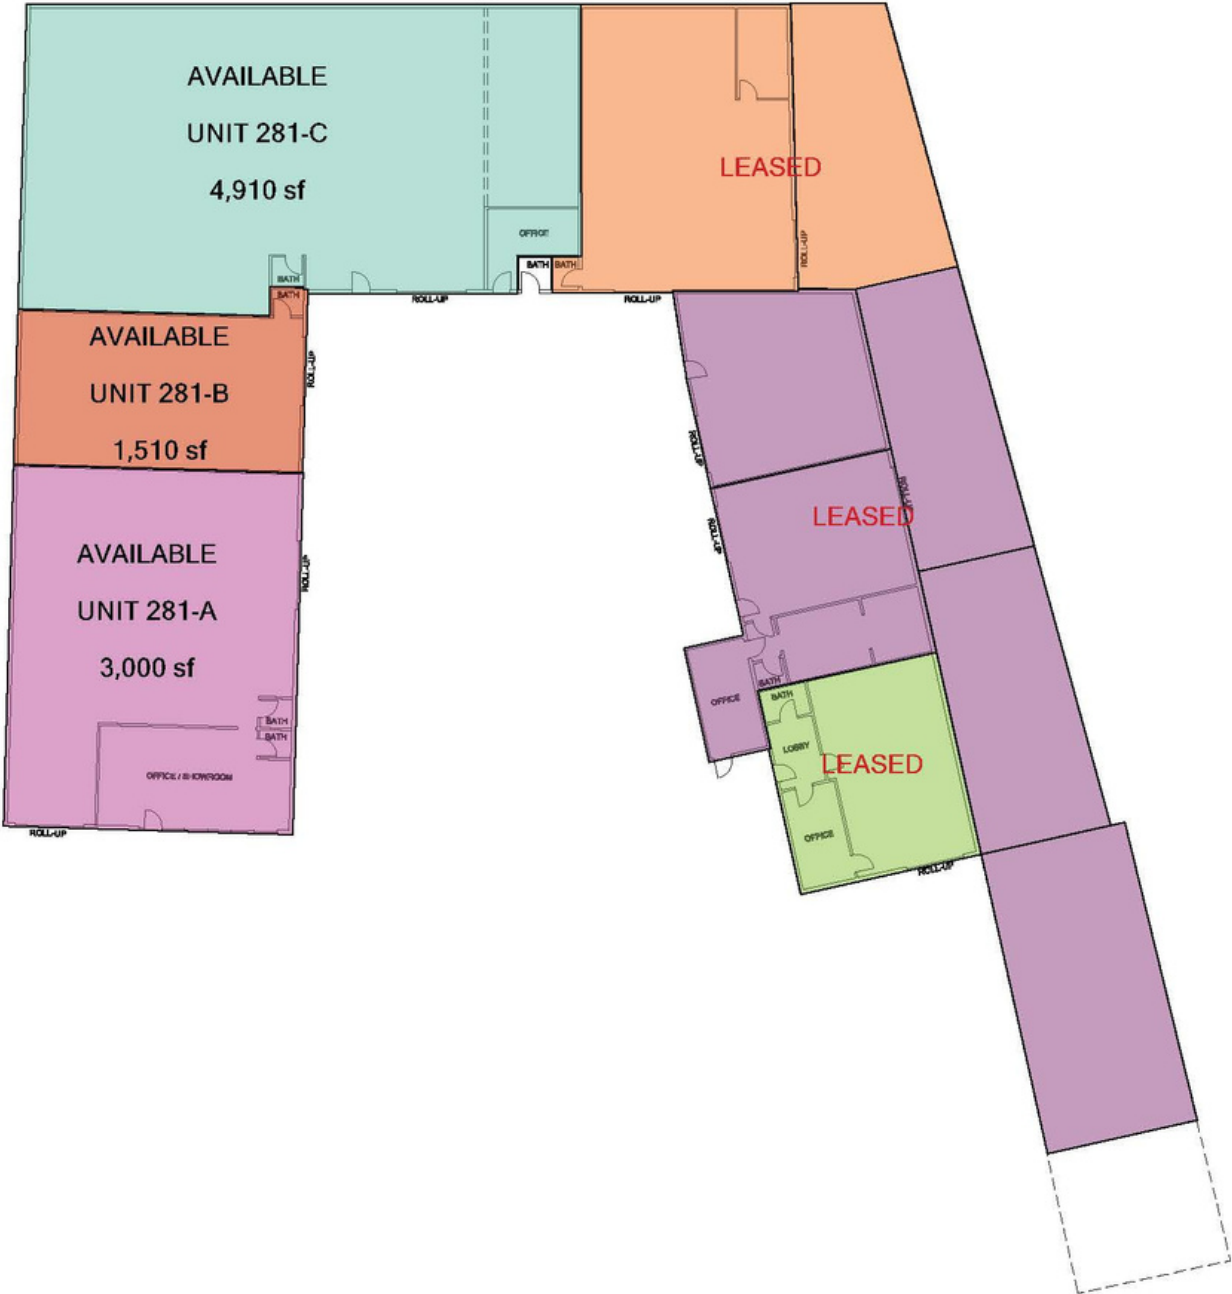 AVAILABLE
UNIT 281-C
4,910 sf
OFFICE
BATH
BATH
BATH
ROLL-UP
ROLL-UP
LEASED
ROLL-UP
BATH
AVAILABLE
UNIT 281-B
1,510 sf
ROLL-UP
AVAILABLE
UNIT 281-A
3,000 sf
ROLL-UP
BATH
BATH
OFFICE / SHOWROOM
ROLL-UP
ROLL-UP
ROLL-UP
ROLL-UP
LEASED
OFFICE
BATH
BATH
LOBBY
LEASED
OFFICE
ROLL-UP